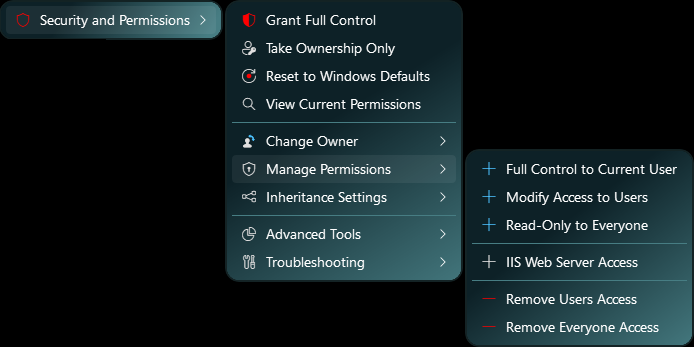 Security and Permissions
Grant Full Control
Take Ownership Only
Reset to Windows Defaults
View Current Permissions
Change Owner
Manage Permissions
Inheritance Settings
Advanced Tools
Troubleshooting
Full Control to Current User
Modify Access to Users
Read-Only to Everyone
IIS Web Server Access
Remove Users Access
Remove Everyone Access